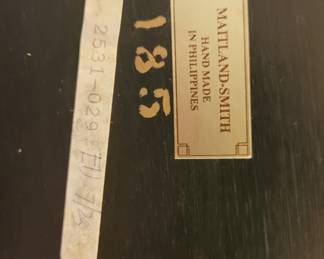 2531-029
185
MAITLAND-SMITH
HAND MADE
IN PHILIPPINES